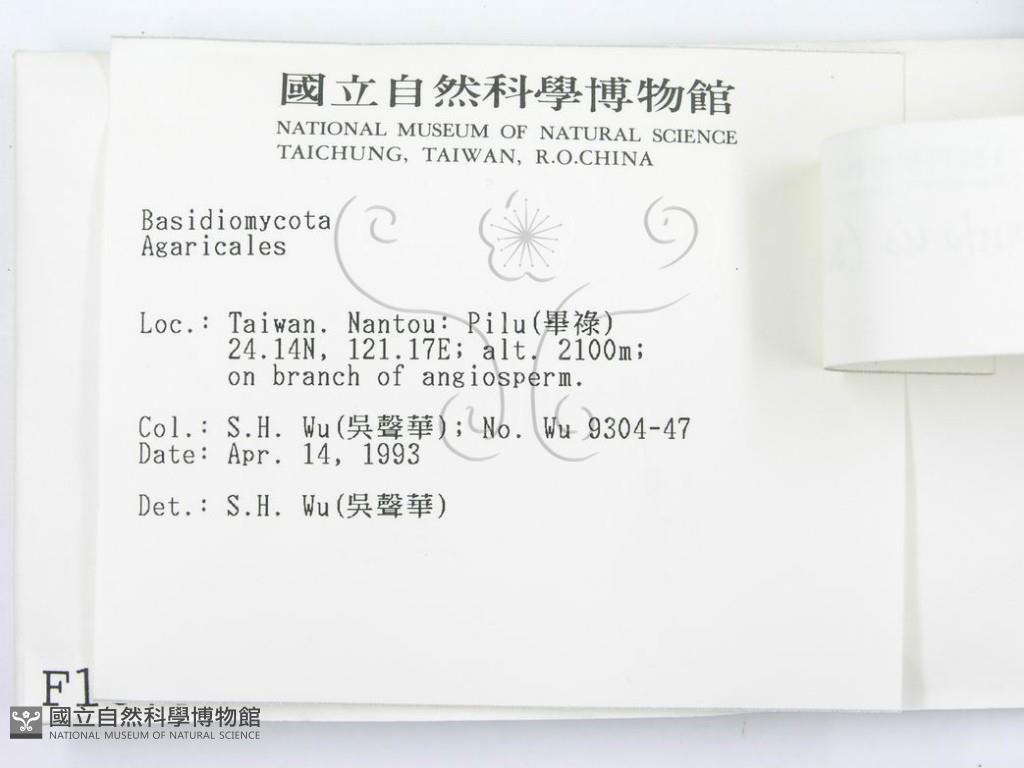 國立自然科學博物館
NATIONAL MUSEUM OF NATURAL SCIENCE
TAICHUNG, TAIWAN, R.O.CHINA
Basidiomycota
Agaricales
Loc.: Taiwan. Nantou: Pilu(畢祿)
24.14N, 121.17E; alt. 2100m;
on branch of angiosperm.
Col.: S.H. Wu(吳聲華); No. Wu 9304-47
Date: Apr. 14, 1993
Det.: S.H. Wu(吳聲華)
國立自然科學博物館
NATIONAL MUSEUM OF NATURAL SCIENCE